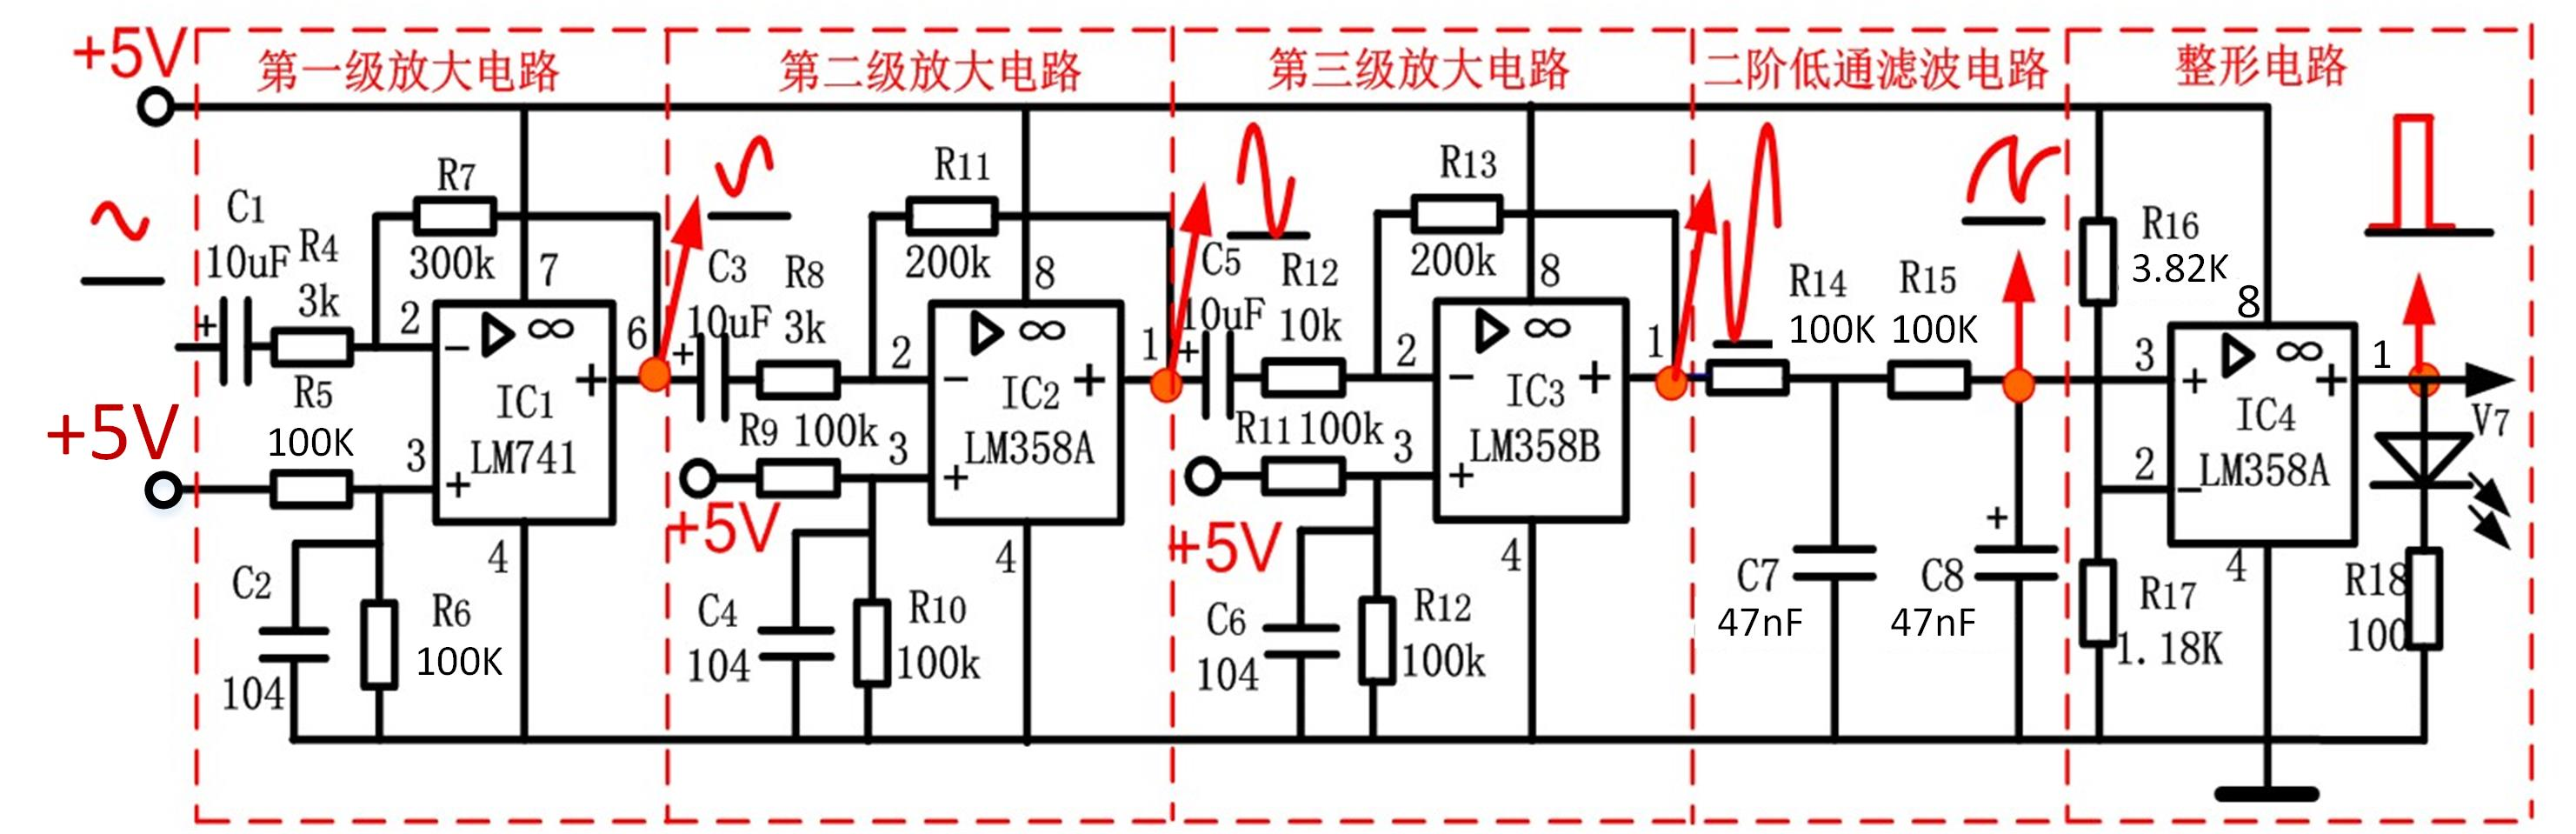 +5V
第一级放大电路
第二级放大电路
第三级放大电路
二阶低通滤波电路
整形电路
C1
10uF
R4
3k
R7
300k
7
2
6
▷ ∞
IC1
LM741
+5V
R5
100K
3
4
C2
104
R6
100K
C3
10uF
R8
3k
R11
200k
8
2
1
▷ ∞
IC2
LM358A
R9 100k
3
+5V
4
C4
104
R10
100k
C5
10uF
R12
10k
R13
200k
8
2
1
▷ ∞
IC3
LM358B
R11 100k
3
+5V
4
C6
104
R12
100k
R14
100K
R15
100K
C7
47nF
C8
47nF
+
R16
3.82K
8
3
2
▷ ∞
IC4
LM358A
1
4
R17
1.18K
V7
R18
100